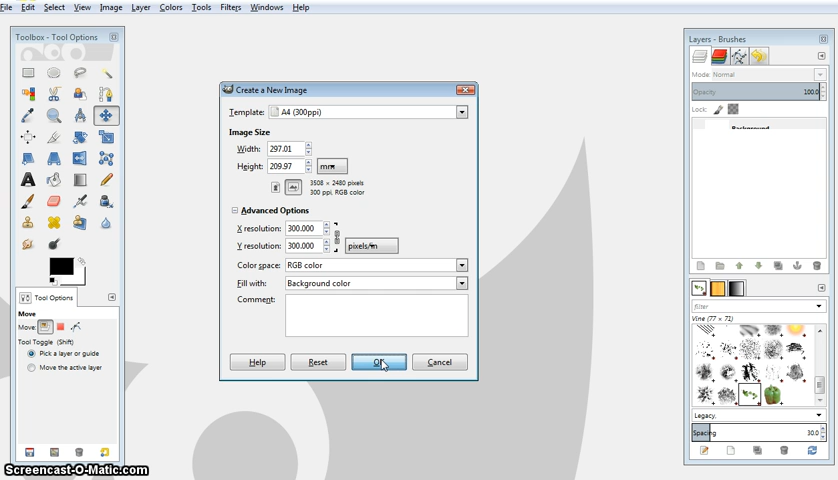 File Edit Select View Image Layer Colors Tools Filters Windows Help
Toolbox - Tool Options
Layers - Brushes
Create a New Image
Template: A4 (300ppi)
Image Size
Width: 297.01
Height: 209.97 mm
3508 × 2480 pixels
300 ppi, RGB color
Advanced Options
X resolution: 300.000
Y resolution: 300.000 pixels/in
Color space: RGB color
Fill with: Background color
Comment:
Help Reset OK Cancel
Mode: Normal
Opacity 100.0
Lock:
Background
filter
Vine (77 × 71)
Legacy,
Spacing 30.0
Tool Options
Move
Move:
Tool Toggle (Shift)
Pick a layer or guide
Move the active layer
Screencast-O-Matic.com